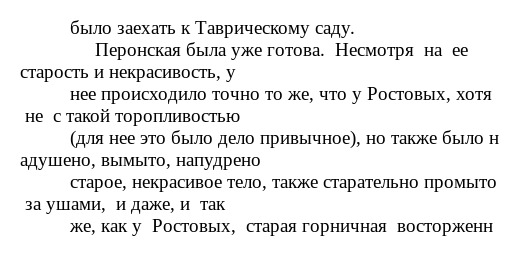 было заехать к Таврическому саду.
Перонская была уже готова. Несмотря на ее
старость и некрасивость, у
нее происходило точно то же, что у Ростовых, хотя
не с такой торопливостью
(для нее это было дело привычное), но также было н
адушено, вымыто, напудрено
старое, некрасивое тело, также старательно промыто
за ушами, и даже, и так
же, как у Ростовых, старая горничная восторженн